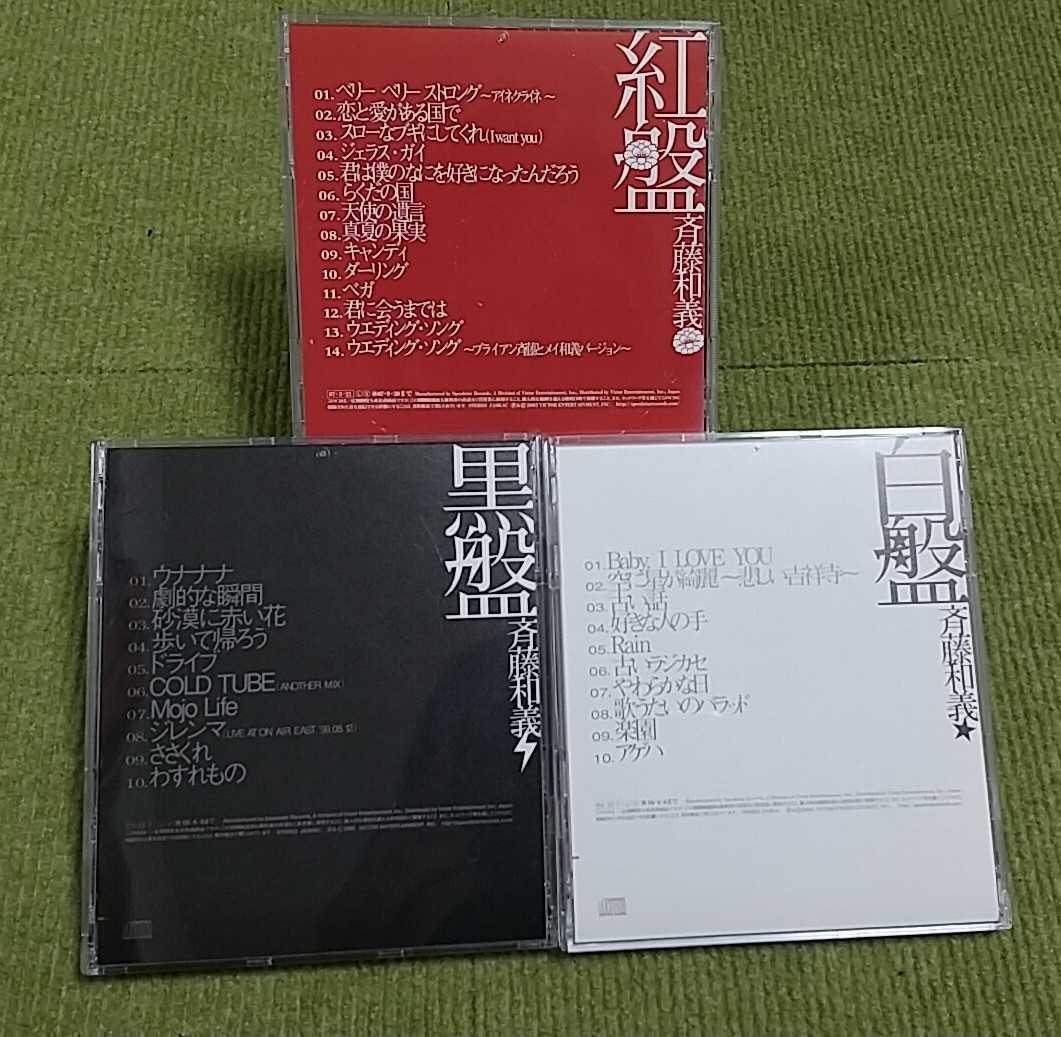 紅盤
斉藤和義
01. ベリー ベリー ストロング ～アイネクライネ～
02. 恋と愛がある国で
03. スローなブギにしてくれ (I want you)
04. ジェラス・ガイ
05. 君は僕のなにを好きになったんだろう
06. らくだの国
07. 天使の遺言
08. 真夏の果実
09. キャンディ
10. ダーリング
11. ベガ
12. 君に会うまでは
13. ウエディング・ソング
14. ウエディング・ソング ～ブライアン斉藤とメイ和義バージョン～
黒盤
斉藤和義
01. ウナナナ
02. 劇的な瞬間
03. 砂漠に赤い花
04. 歩いて帰ろう
05. ドライブ
06. COLD TUBE (ANOTHER MIX)
07. Mojo Life
08. ジレンマ (LIVE AT ON AIR EAST '99.05.12)
09. ささくれ
10. わすれもの
白盤
斉藤和義
01. Baby, I LOVE YOU
02. 空に星が綺麗 ～悲しい吉祥寺～
03. 古い話
04. 好きな人の手
05. Rain
06. 古いラジカセ
07. やわらかな日
08. 歌うたいのバラッド
09. 楽園
10. アゲハ